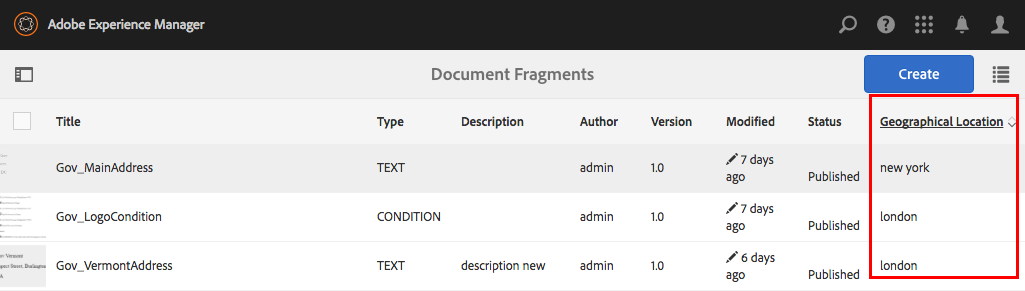 Adobe Experience Manager
Document Fragments
Create
Title Type Description Author Version Modified Status Geographical Location
Gov_MainAddress TEXT admin 1.0 7 days ago Published new york
Gov_LogoCondition CONDITION admin 1.0 7 days ago Published london
Vermont
Gov_VermontAddress TEXT description new admin 1.0 6 days ago Published london